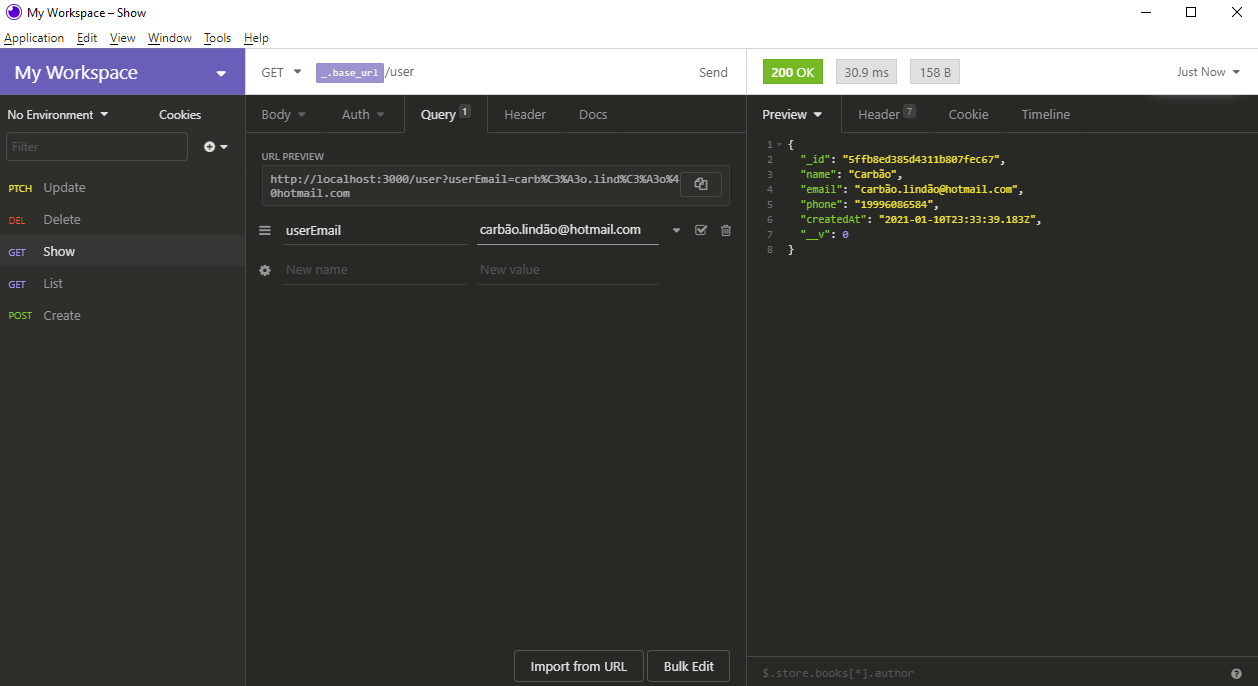 My Workspace – Show
Application Edit View Window Tools Help
My Workspace
No Environment Cookies
Filter
PTCH Update
DEL Delete
GET Show
GET List
POST Create
GET _.base_url /user Send
Body Auth Query 1 Header Docs
URL PREVIEW
http://localhost:3000/user?userEmail=carb%C3%A3o.lind%C3%A3o%4
0hotmail.com
userEmail carbão.lindão@hotmail.com
New name New value
Import from URL Bulk Edit
200 OK 30.9 ms 158 B Just Now
Preview Header 7 Cookie Timeline
1 {
2 "_id": "5ffb8ed385d4311b807fec67",
3 "name": "Carbão",
4 "email": "carbão.lindão@hotmail.com",
5 "phone": "19996086584",
6 "createdAt": "2021-01-10T23:33:39.183Z",
7 "__v": 0
8 }
$.store.books[*].author